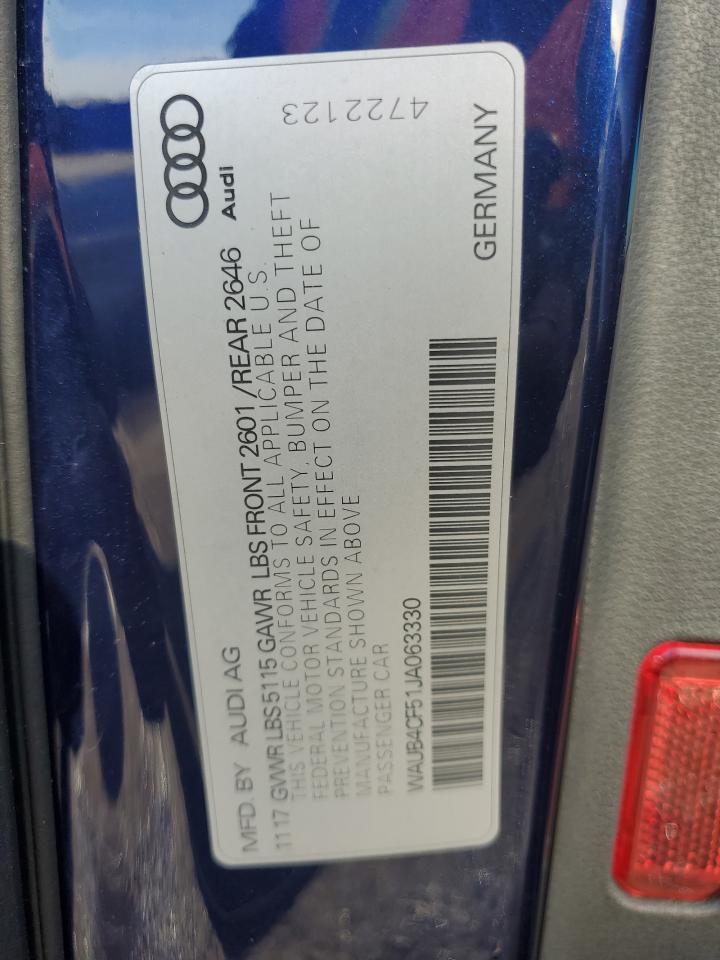 MFD. BY AUDI AG
Audi
11 17 GVWR LBS 5115 GAWR LBS FRONT 2601 /REAR 2646
THIS VEHICLE CONFORMS TO ALL APPLICABLE U.S.
FEDERAL MOTOR VEHICLE SAFETY, BUMPER AND THEFT
PREVENTION STANDARDS IN EFFECT ON THE DATE OF
MANUFACTURE SHOWN ABOVE
PASSENGER CAR
4722123
WAUB4CF51JA063330
GERMANY